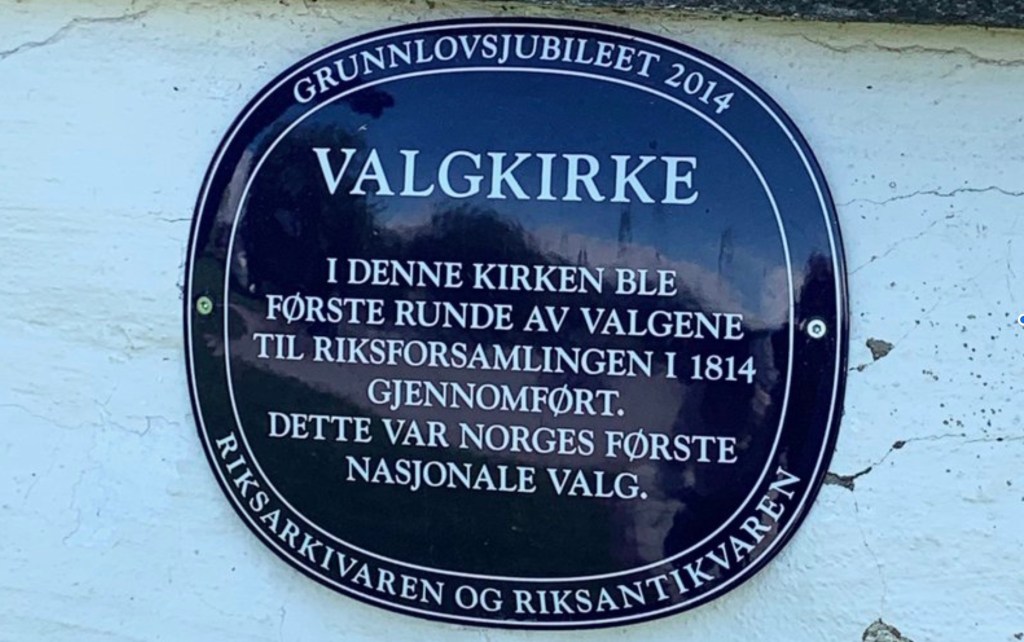 GRUNNLOVSJUBILEET 2014
VALGKIRKE
I DENNE KIRKEN BLE
FØRSTE RUNDE AV VALGENE
TIL RIKSFORSAMLINGEN I 1814
GJENNOMFØRT.
DETTE VAR NORGES FØRSTE
NASJONALE VALG.
RIKSARKIVAREN OG RIKSANTIKVAREN